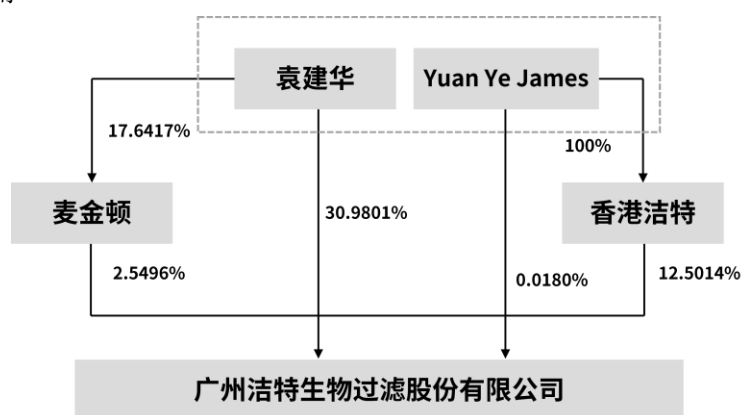 袁建华
Yuan Ye James
17.6417%
100%
麦金顿
30.9801%
香港洁特
2.5496%
0.0180%
12.5014%
广州洁特生物过滤股份有限公司